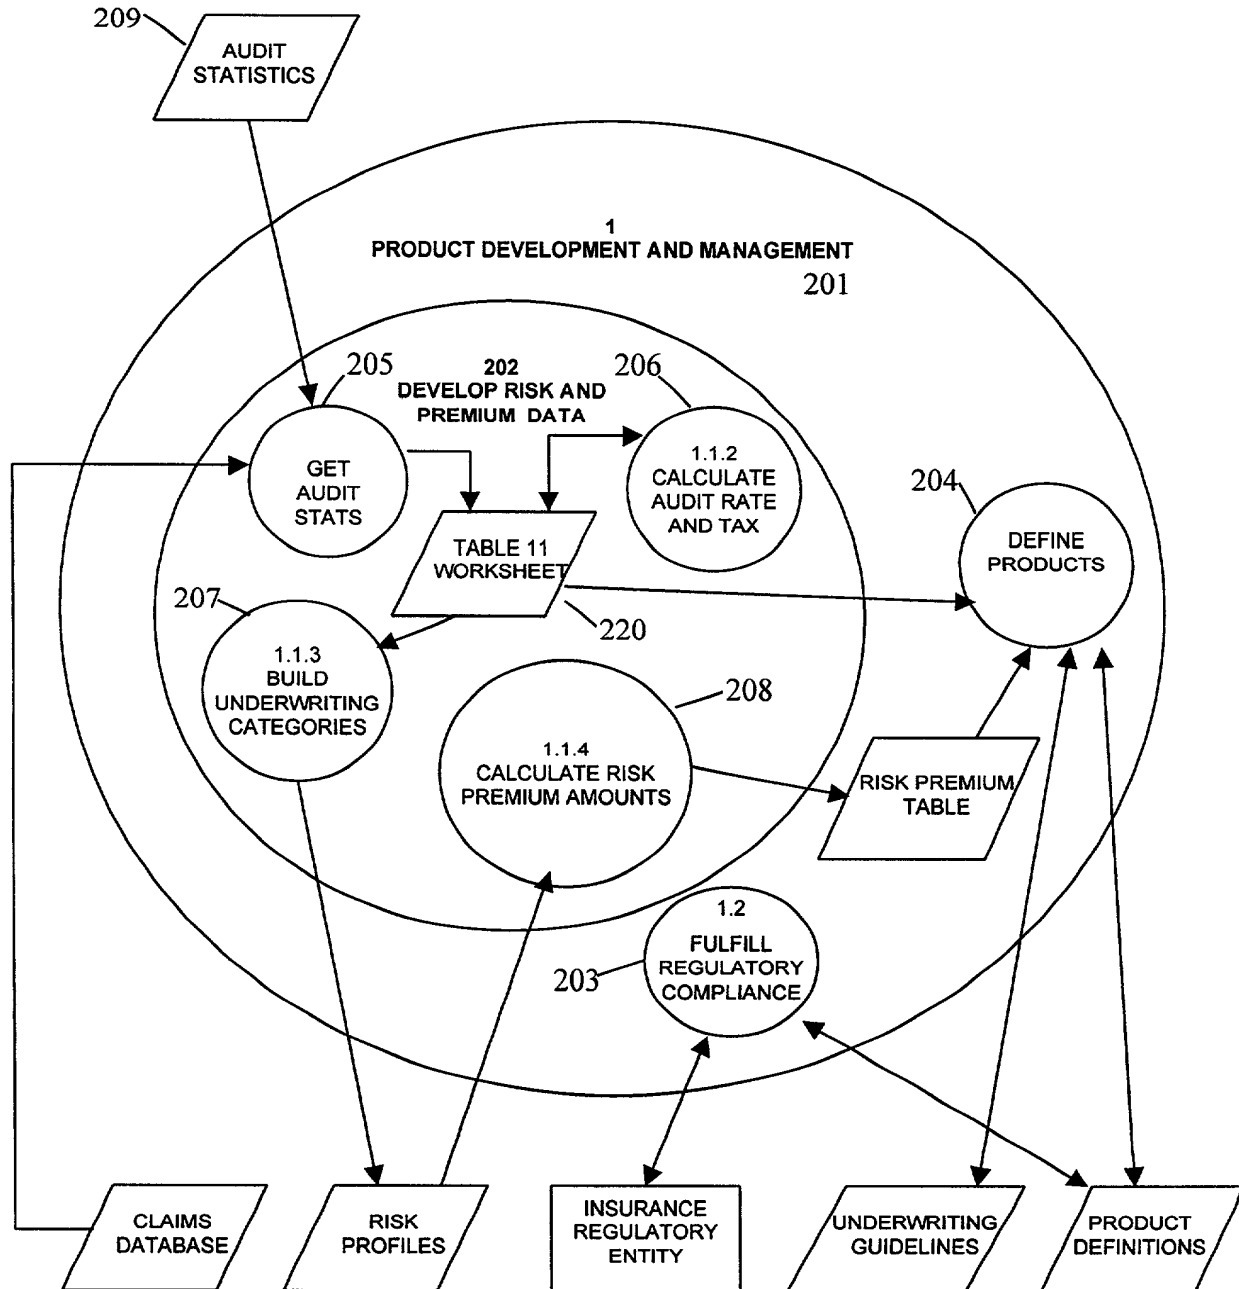 209
AUDIT
STATISTICS
1
PRODUCT DEVELOPMENT AND MANAGEMENT
201
205
202
DEVELOP RISK AND
PREMIUM DATA
206
GET
AUDIT
STATS
1.1.2
CALCULATE
AUDIT RATE
AND TAX
204
DEFINE
PRODUCTS
TABLE 11
WORKSHEET
220
207
1.1.3
BUILD
UNDERWRITING
CATEGORIES
208
1.1.4
CALCULATE RISK
PREMIUM AMOUNTS
RISK PREMIUM
TABLE
1.2
FULFILL
REGULATORY
COMPLIANCE
203
CLAIMS
DATABASE
RISK
PROFILES
INSURANCE
REGULATORY
ENTITY
UNDERWRITING
GUIDELINES
PRODUCT
DEFINITIONS